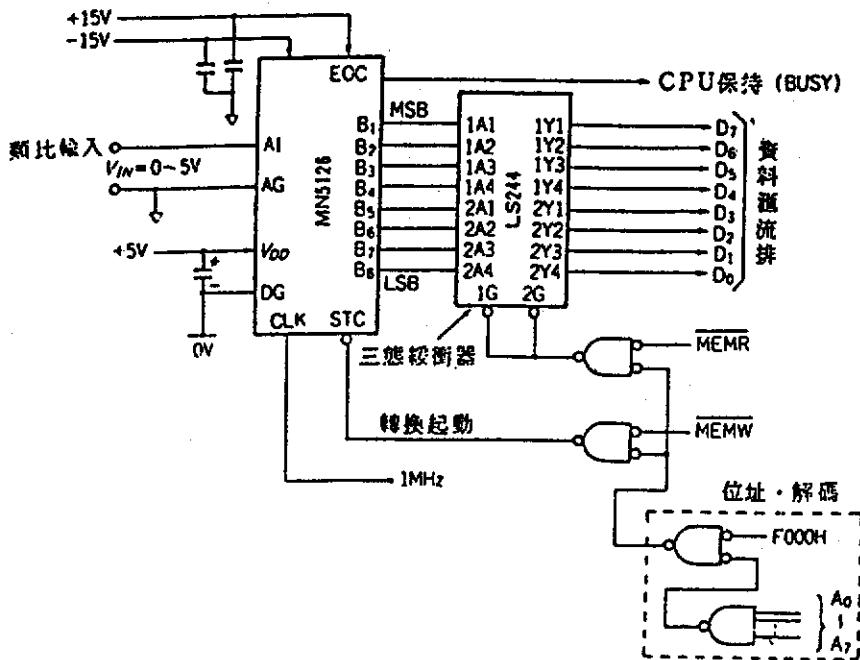 +15V
-15V
EOC
CPU保持 (BUSY)
MSB
類比輸入
V_IN=0~5V
AI
AG
MN5126
B1
B2
B3
B4
B5
B6
B7
B8
1A1
1A2
1A3
1A4
2A1
2A2
2A3
2A4
LS244
1Y1
1Y2
1Y3
1Y4
2Y1
2Y2
2Y3
2Y4
D7
D6
D5
D4
D3
D2
D1
D0
資料匯流排
+5V
+
-
V_DD
DG
LSB
1G 2G
CLK STC
0V
三態緩衝器
MEMR
轉換起動
MEMW
1MHz
位址・解碼
F000H
A0
~
A7